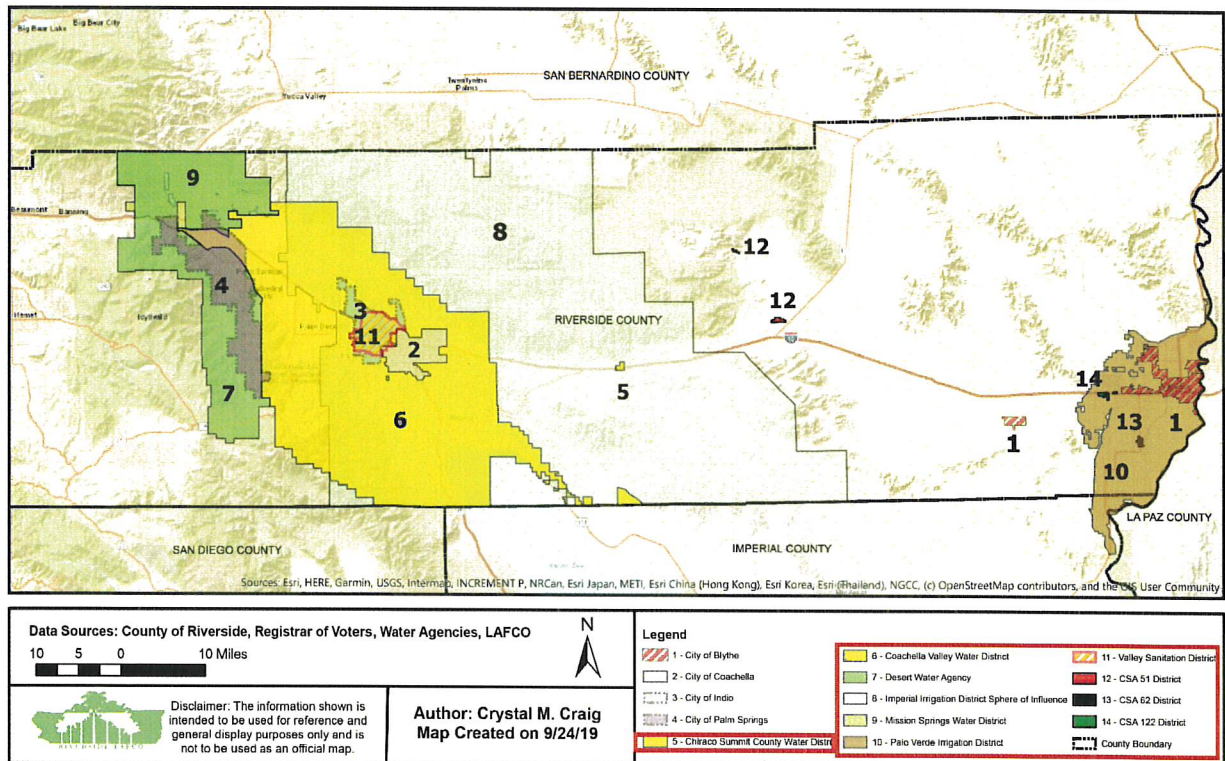 Big Bear Lake
Big Bear City
SAN BERNARDINO COUNTY
Twentynine
Palms
Yucca Valley
9
Beaumont
Banning
8
12
4
3
12
Idyllwild
RIVERSIDE COUNTY
Hemet
11
2
10
14
5
7
6
13
1
1
10
LA PAZ COUNTY
SAN DIEGO COUNTY
IMPERIAL COUNTY
Sources: Esri, HERE, Garmin, USGS, Intermap, INCREMENT P, NRCan, Esri Japan, METI, Esri China (Hong Kong), Esri Korea, Esri (Thailand), NGCC, (c) OpenStreetMap contributors, and the GIS User Community
Data Sources: County of Riverside, Registrar of Voters, Water Agencies, LAFCO
10 5 0 10 Miles
N
RIVERSIDE LAFCO
Disclaimer: The information shown is
intended to be used for reference and
general display purposes only and is
not to be used as an official map.
Author: Crystal M. Craig
Map Created on 9/24/19
Legend
1 - City of Blythe
2 - City of Coachella
3 - City of Indio
4 - City of Palm Springs
5 - Chiraco Summit County Water Distri
6 - Coachella Valley Water District
7 - Desert Water Agency
8 - Imperial Irrigation District Sphere of Influence
9 - Mission Springs Water District
10 - Palo Verde Irrigation District
11 - Valley Sanitation District
12 - CSA 51 District
13 - CSA 62 District
14 - CSA 122 District
County Boundary